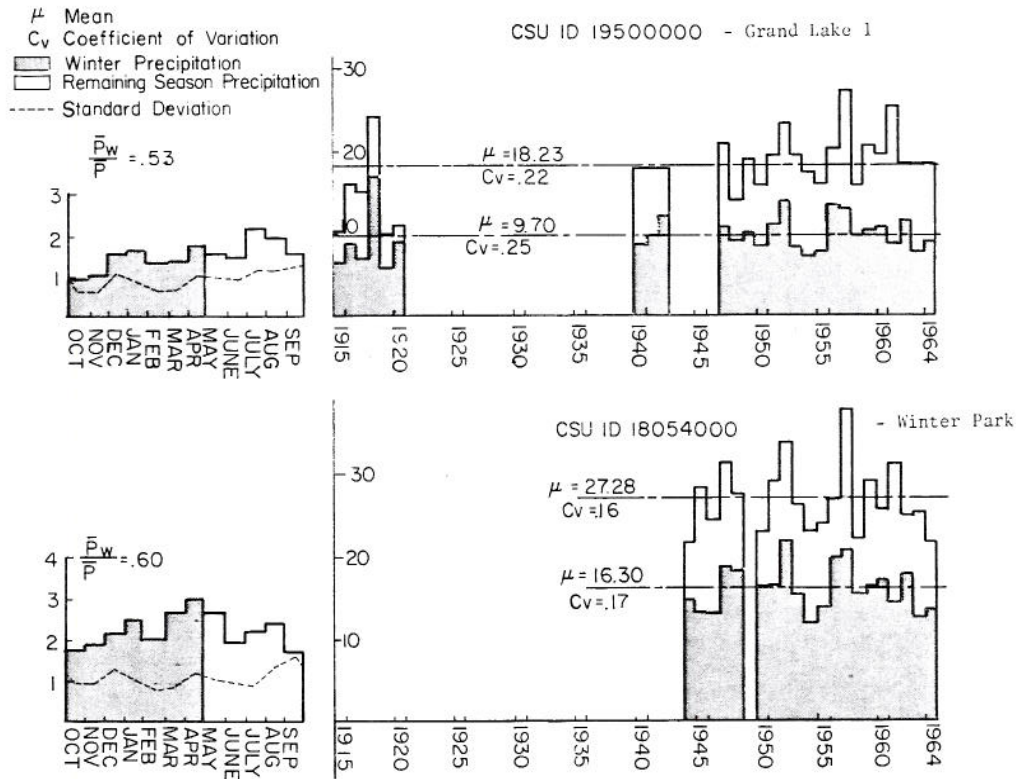 μ Mean
Cv Coefficient of Variation
Winter Precipitation
Remaining Season Precipitation
Standard Deviation
P̄w/P̄ = .53
3
2
1
OCT NOV DEC JAN FEB MAR APR MAY JUNE JULY AUG SEP
CSU ID 19500000 - Grand Lake 1
30
20
10
μ = 18.23
Cv = .22
μ = 9.70
Cv = .25
1915 1920 1925 1930 1935 1940 1945 1950 1955 1960 1964
P̄w/P̄ = .60
4
3
2
1
OCT NOV DEC JAN FEB MAR APR MAY JUNE JULY AUG SEP
CSU ID 18054000 - Winter Park
30
20
10
μ = 27.28
Cv = .16
μ = 16.30
Cv = .17
1915 1920 1925 1930 1935 1940 1945 1950 1955 1960 1964